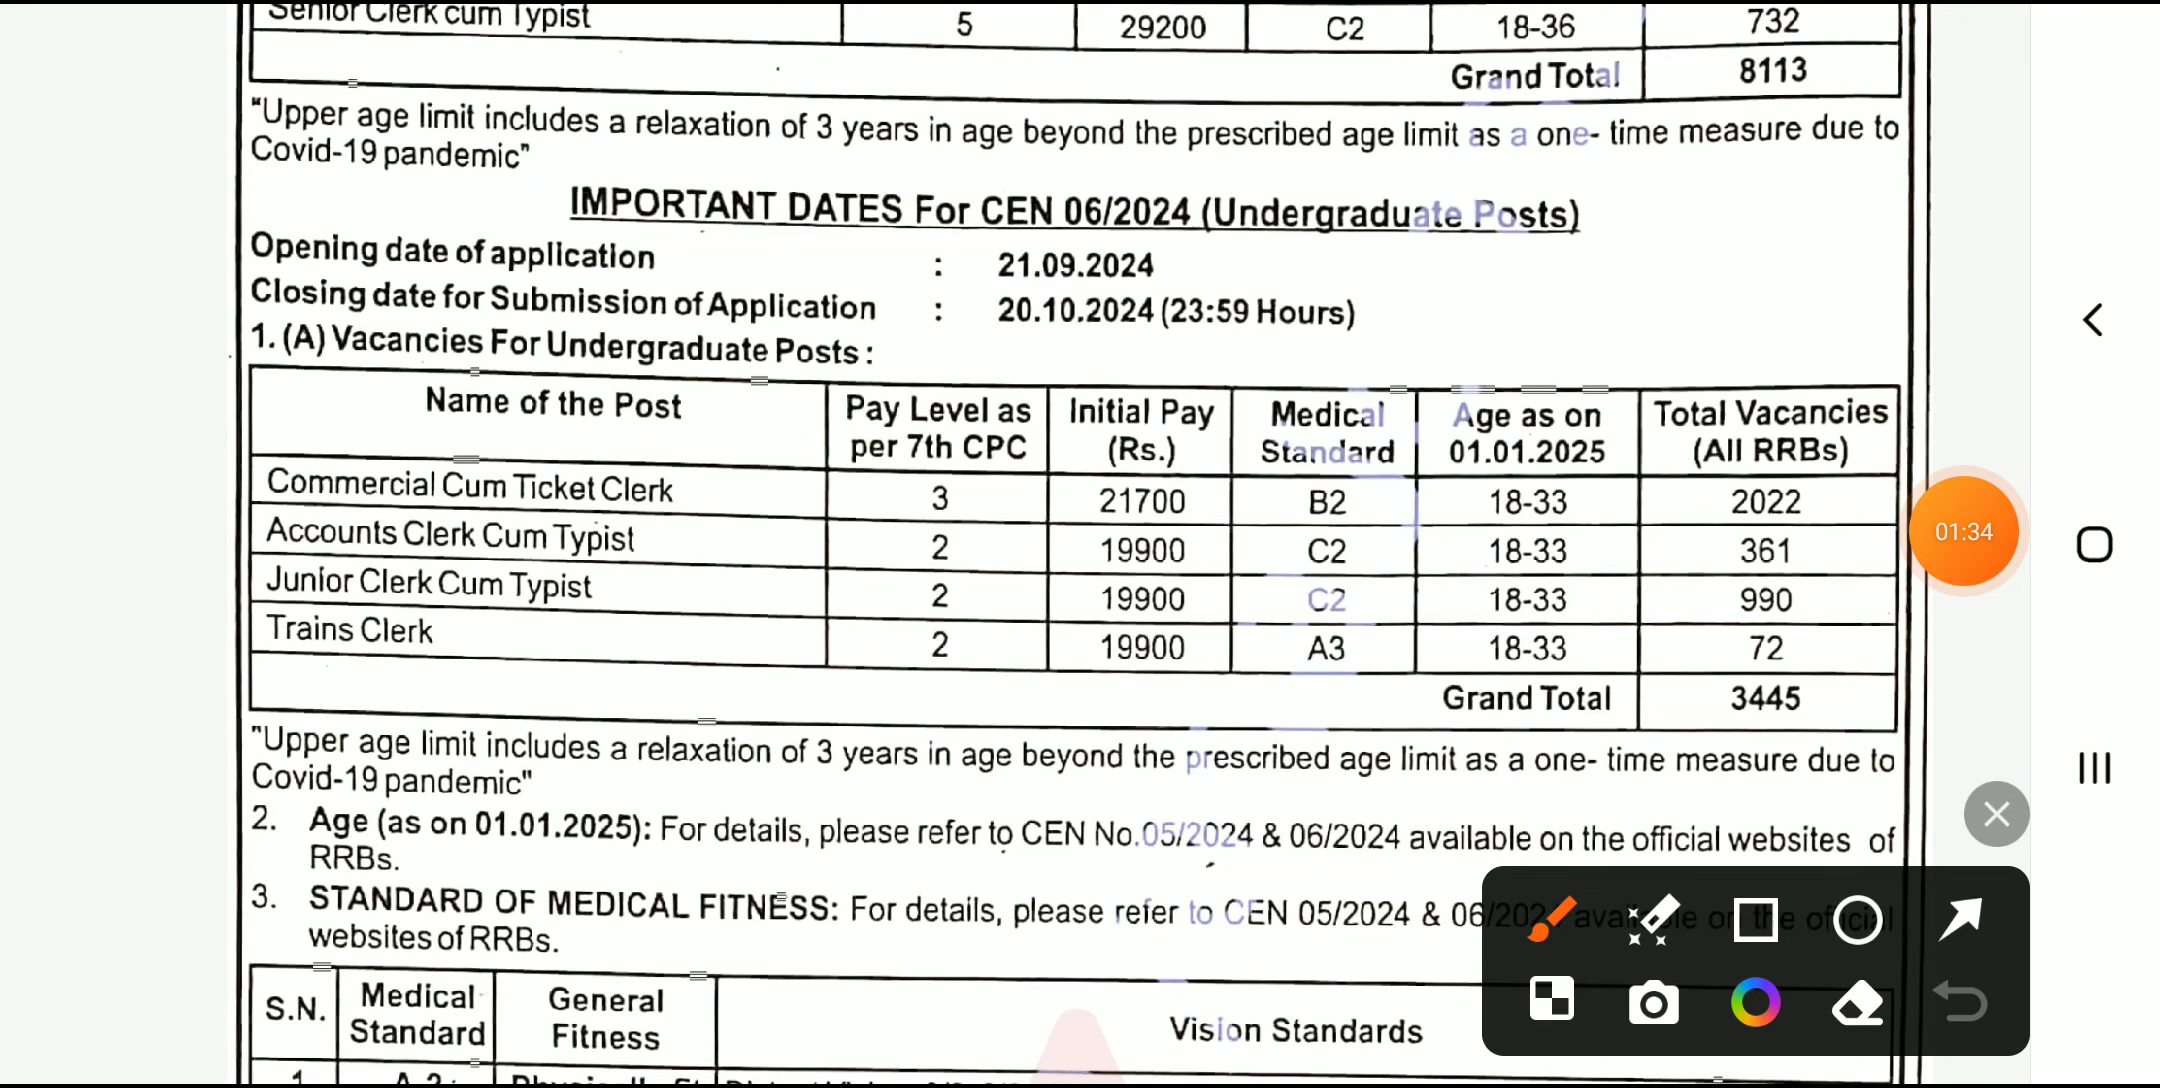 Senior Clerk cum Typist 5 29200 C2 18-36 732
Grand Total 8113
"Upper age limit includes a relaxation of 3 years in age beyond the prescribed age limit as a one- time measure due to
Covid-19 pandemic"
IMPORTANT DATES For CEN 06/2024 (Undergraduate Posts)
Opening date of application : 21.09.2024
Closing date for Submission of Application : 20.10.2024 (23:59 Hours)
1. (A) Vacancies For Undergraduate Posts :
Name of the Post Pay Level as per 7th CPC Initial Pay (Rs.) Medical Standard Age as on 01.01.2025 Total Vacancies (All RRBs)
Commercial Cum Ticket Clerk 3 21700 B2 18-33 2022
Accounts Clerk Cum Typist 2 19900 C2 18-33 361
Junior Clerk Cum Typist 2 19900 C2 18-33 990
Trains Clerk 2 19900 A3 18-33 72
Grand Total 3445
"Upper age limit includes a relaxation of 3 years in age beyond the prescribed age limit as a one- time measure due to
Covid-19 pandemic"
2. Age (as on 01.01.2025): For details, please refer to CEN No.05/2024 & 06/2024 available on the official websites of
RRBs.
3. STANDARD OF MEDICAL FITNESS: For details, please refer to CEN 05/2024 & 06/2024 available on the official
websites of RRBs.
S.N. Medical Standard General Fitness Vision Standards
01:34